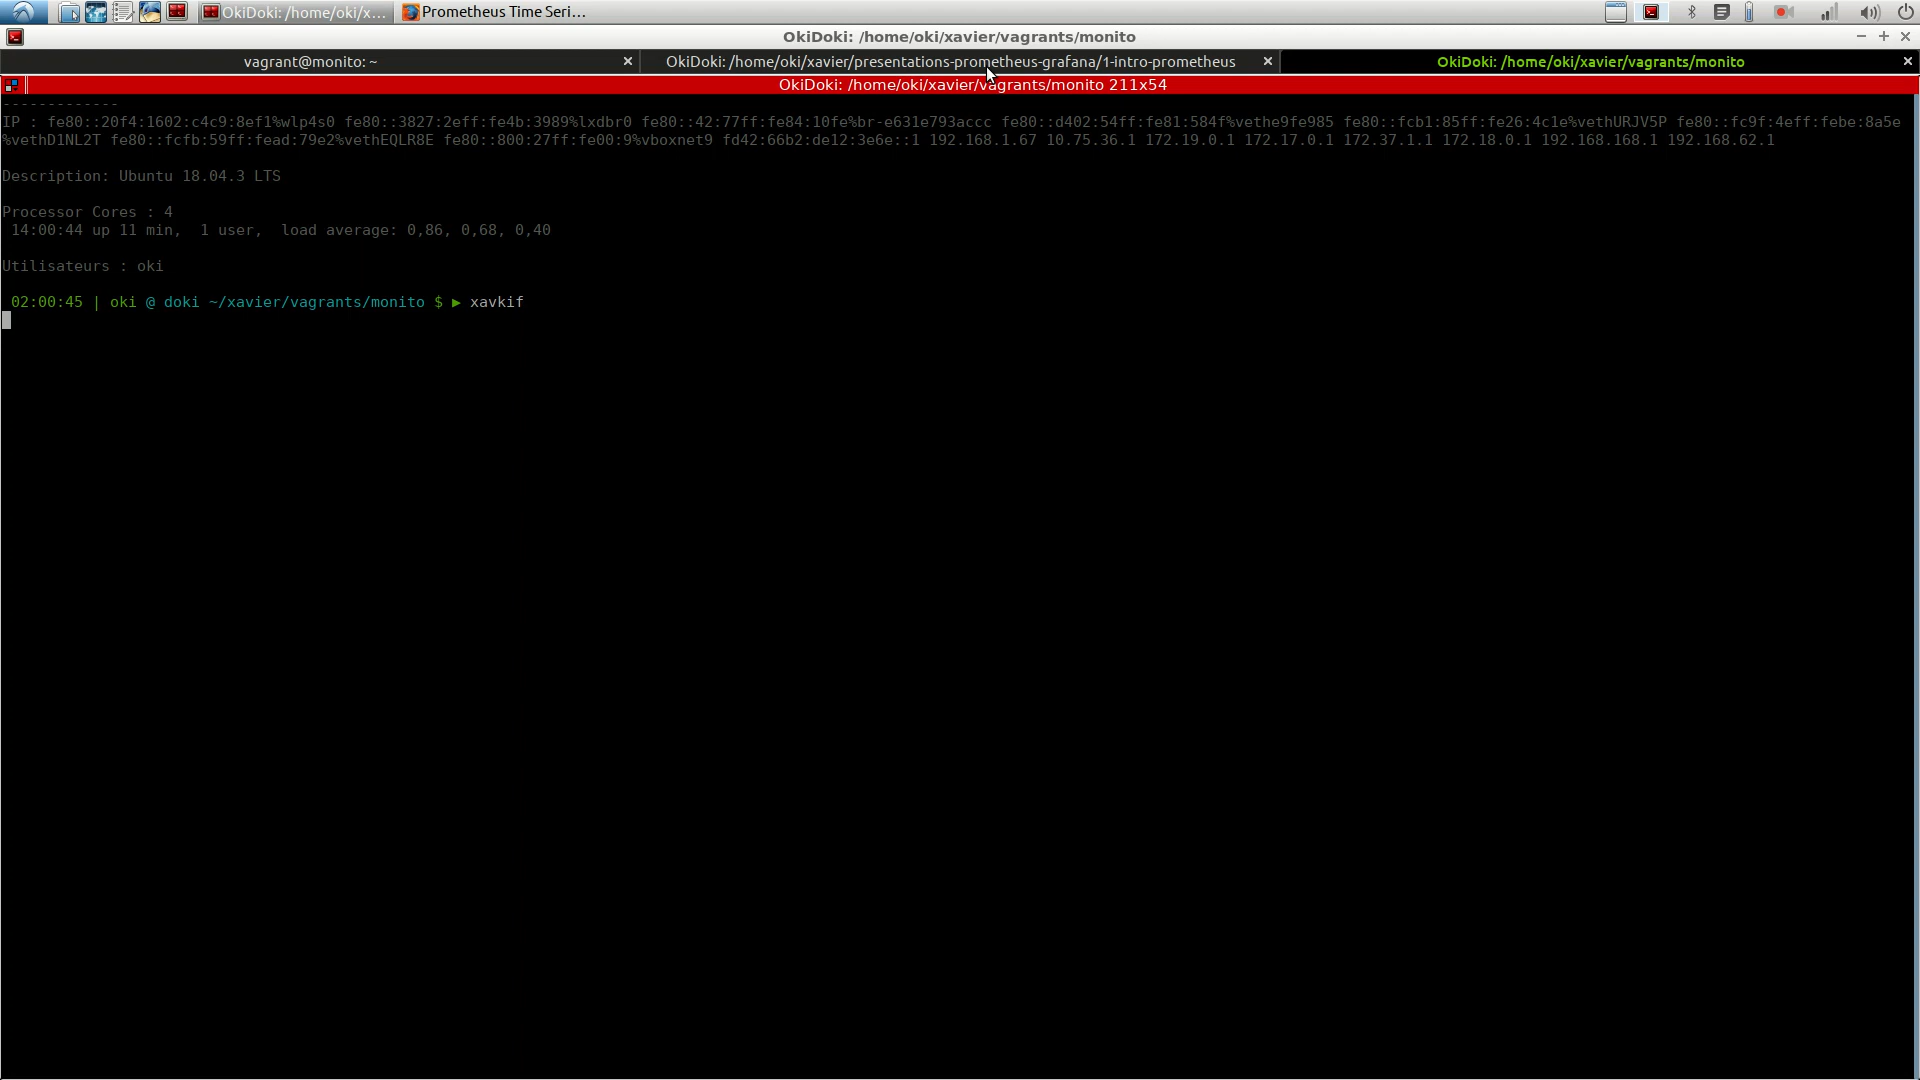 OkiDoki: /home/oki/x...
Prometheus Time Seri...
OkiDoki: /home/oki/xavier/vagrants/monito
vagrant@monito: ~
OkiDoki: /home/oki/xavier/presentations-prometheus-grafana/1-intro-prometheus
OkiDoki: /home/oki/xavier/vagrants/monito
OkiDoki: /home/oki/xavier/vagrants/monito 211x54
-------------
IP : fe80::20f4:1602:c4c9:8ef1%wlp4s0 fe80::3827:2eff:fe4b:3989%lxdbr0 fe80::42:77ff:fe84:10fe%br-e631e793accc fe80::d402:54ff:fe81:584f%vethe9fe985 fe80::fcb1:85ff:fe26:4c1e%vethURJV5P fe80::fc9f:4eff:febe:8a5e
%vethD1NL2T fe80::fcfb:59ff:fead:79e2%vethEQLR8E fe80::800:27ff:fe00:9%vboxnet9 fd42:66b2:de12:3e6e::1 192.168.1.67 10.75.36.1 172.19.0.1 172.17.0.1 172.37.1.1 172.18.0.1 192.168.168.1 192.168.62.1
Description: Ubuntu 18.04.3 LTS
Processor Cores : 4
14:00:44 up 11 min,  1 user,  load average: 0,86, 0,68, 0,40
Utilisateurs : oki
02:00:45 | oki @ doki ~/xavier/vagrants/monito $ ▶ xavkif